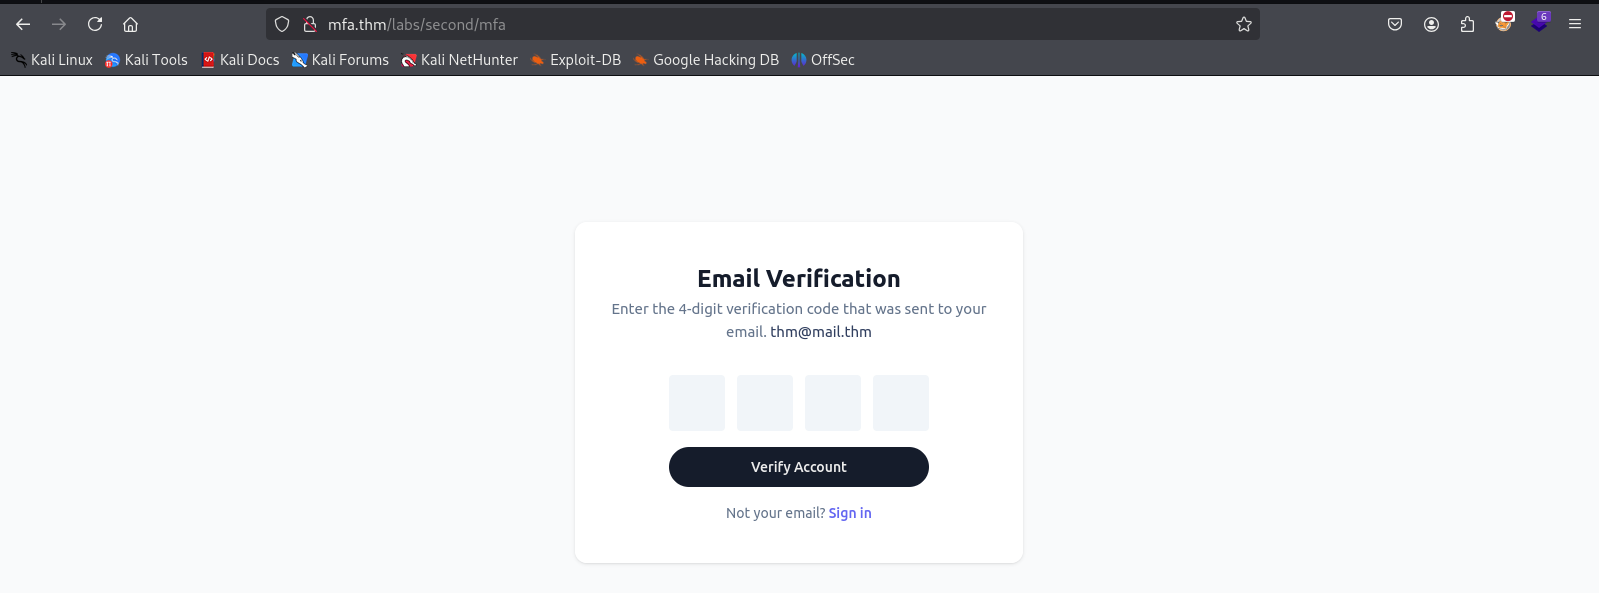 mfa.thm/labs/second/mfa
6
Kali Linux Kali Tools Kali Docs Kali Forums Kali NetHunter Exploit-DB Google Hacking DB OffSec
Email Verification
Enter the 4-digit verification code that was sent to your
email. thm@mail.thm
Verify Account
Not your email? Sign in